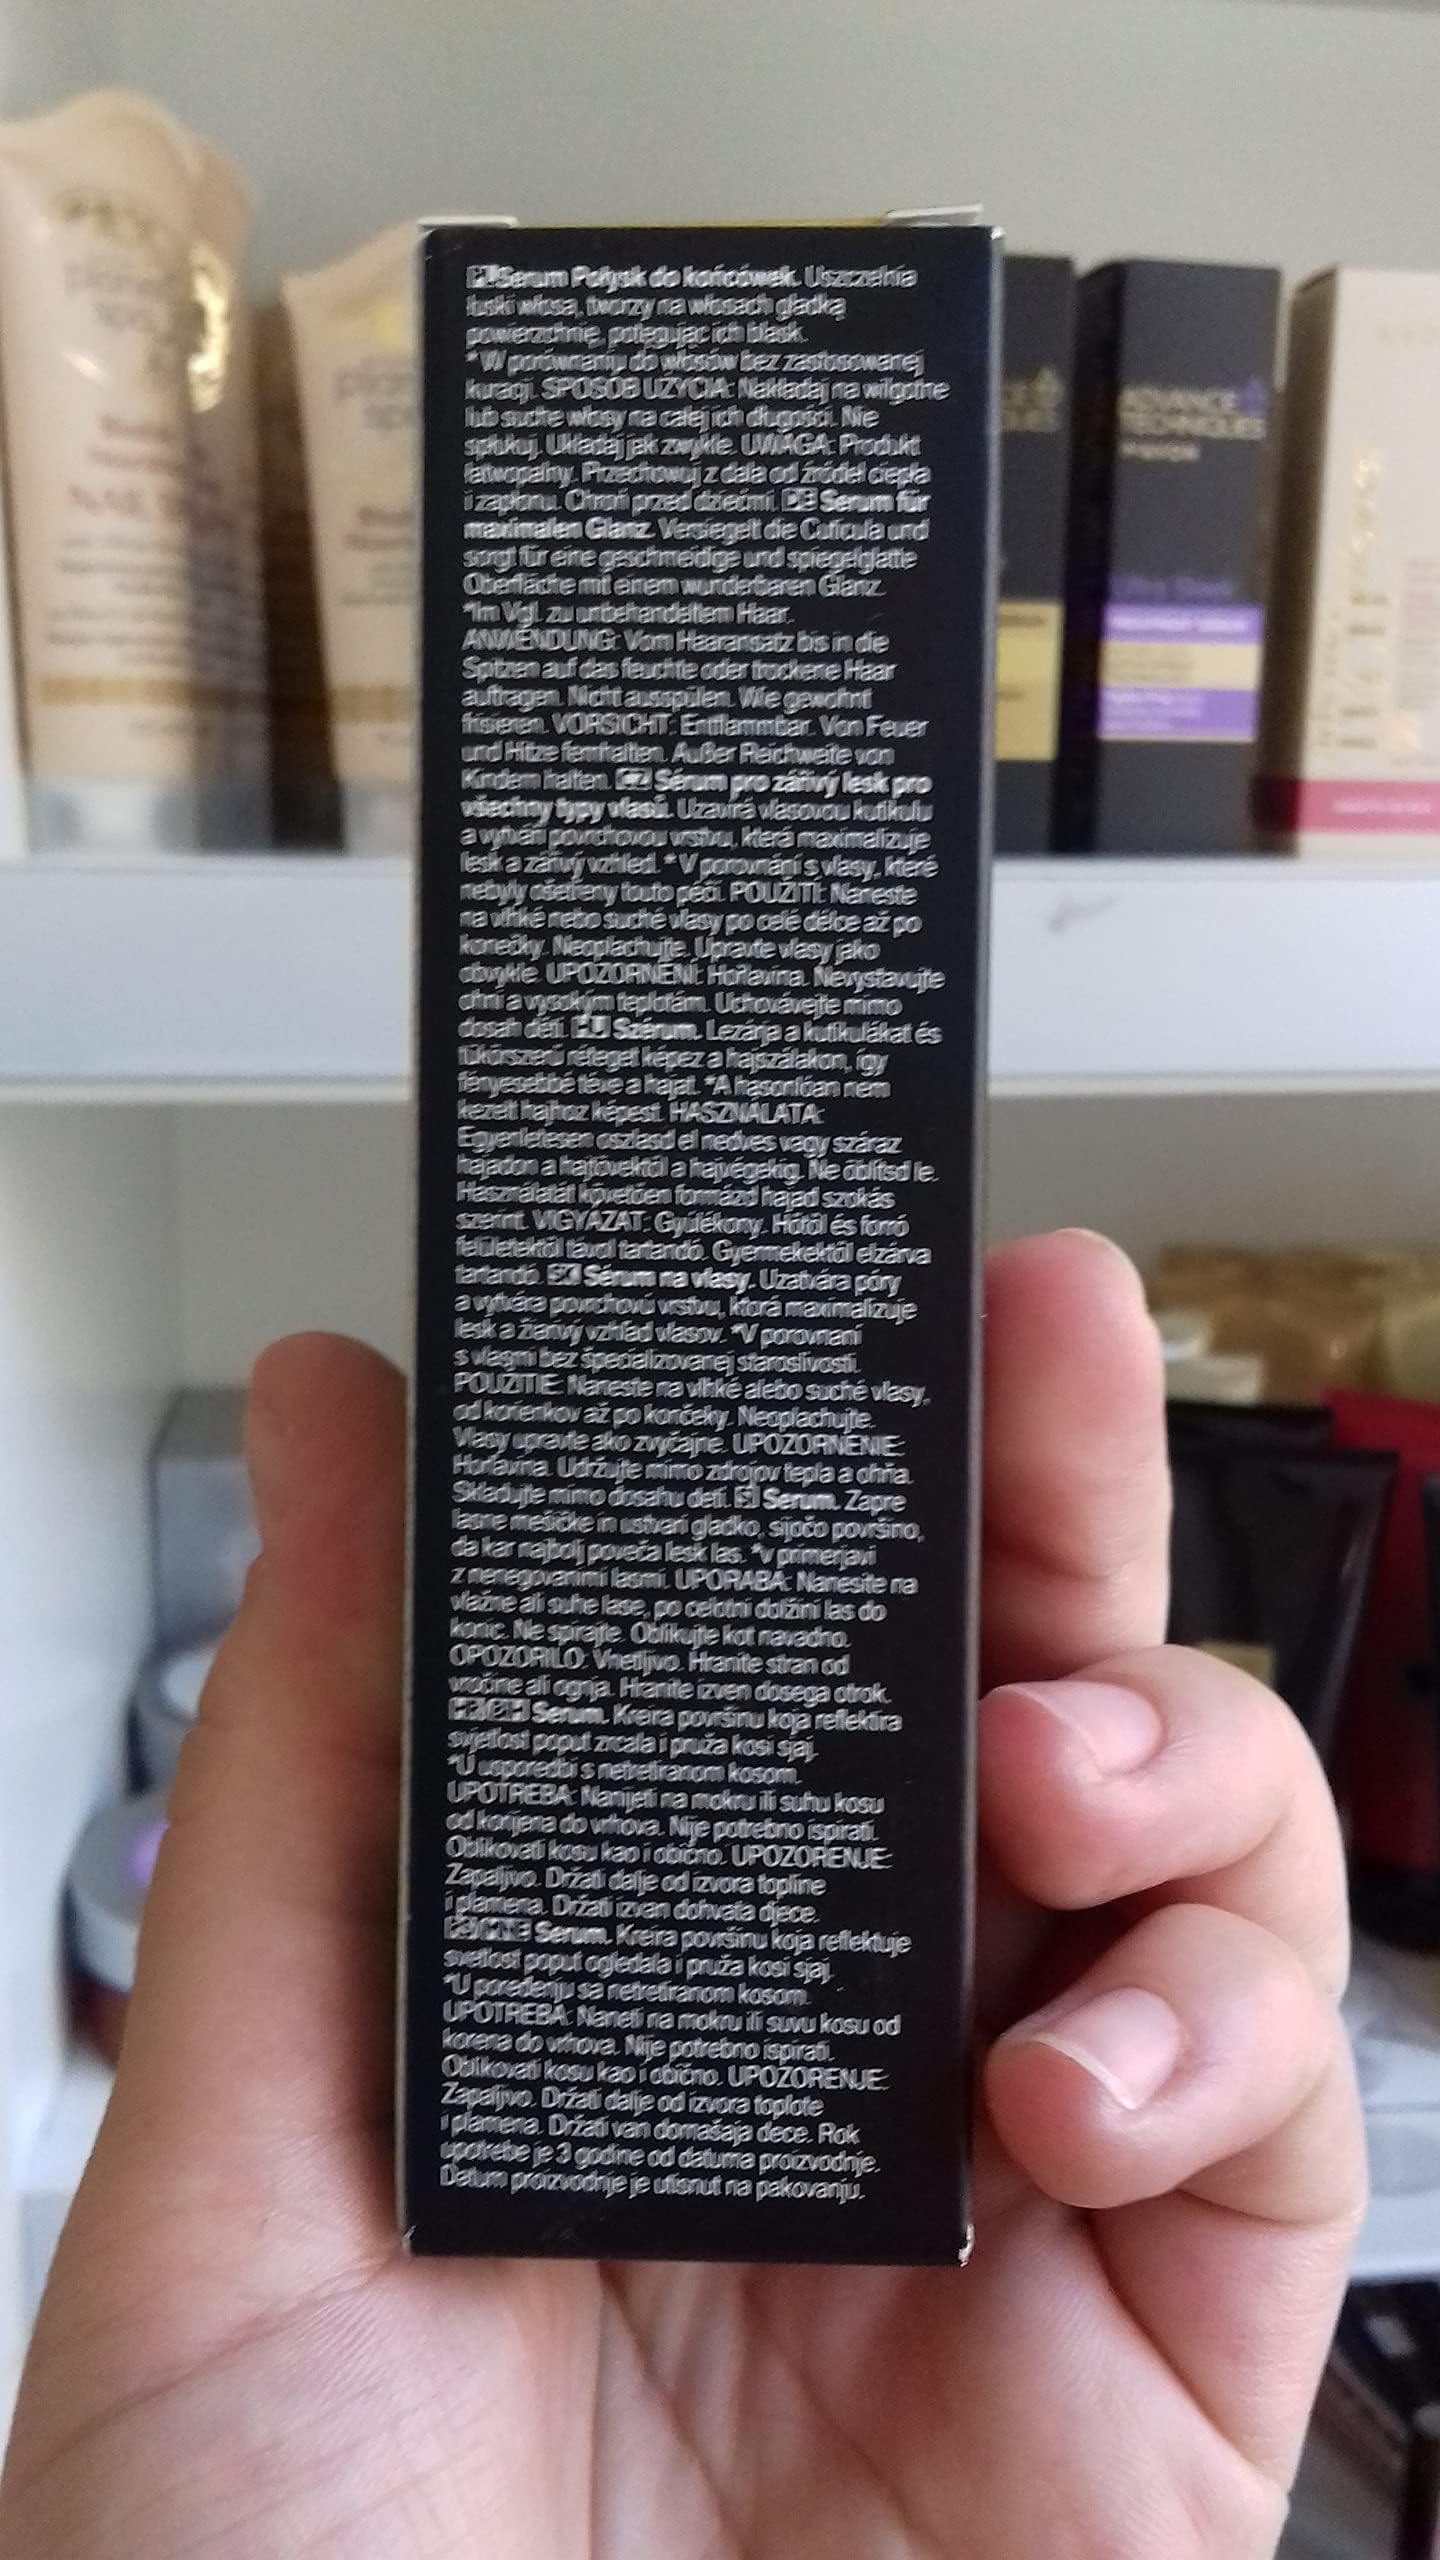 PL Serum Połysk do końcówek. Uszczelnia
łuski włosa, tworzy na włosach gładką
powierzchnię, potęgując ich blask.
*W porównaniu do włosów bez zastosowanej
kuracji. SPOSÓB UŻYCIA: Nakładaj na wilgotne
lub suche włosy na całej ich długości. Nie
spłukuj. Układaj jak zwykle. UWAGA: Produkt
łatwopalny. Przechowuj z dala od źródeł ciepła
i zapłonu. Chroń przed dziećmi. DE Serum für
maximalen Glanz. Versiegelt die Cuticula und
sorgt für eine geschmeidige und spiegelglatte
Oberfläche mit einem wunderbaren Glanz.
*Im Vgl. zu unbehandeltem Haar.
ANWENDUNG: Vom Haaransatz bis in die
Spitzen auf das feuchte oder trockene Haar
auftragen. Nicht ausspülen. Wie gewohnt
frisieren. VORSICHT: Entflammbar. Von Feuer
und Hitze fernhalten. Außer Reichweite von
Kindern halten. CZ Sérum pro zářivý lesk pro
všechny typy vlasů. Uzavírá vlasovou kutikulu
a vytváří povrchovou vrstvu, která maximalizuje
lesk a zářivý vzhled. *V porovnání s vlasy, které
nebyly ošetřeny touto péčí. POUŽITÍ: Naneste
na vlhké nebo suché vlasy po celé délce až po
konečky. Neoplachujte. Upravte vlasy jako
obvykle. UPOZORNĚNÍ: Hořlavina. Nevystavujte
ohni a vysokým teplotám. Uchovávejte mimo
dosah dětí. HU Szérum. Lezárja a kutikulákat és
tükörszerű réteget képez a hajszálakon, így
fényesebbé téve a hajat. *A hasonlóan nem
kezelt hajhoz képest. HASZNÁLATA:
Egyenletesen oszlasd el nedves vagy száraz
hajadon a hajtövektől a hajvégekig. Ne öblítsd le.
Használatát követően formázd hajad szokás
szerint. VIGYÁZAT: Gyúlékony. Hőtől és forró
felületektől távol tartandó. Gyermekektől elzárva
tartandó. SK Sérum na vlasy. Uzatvára póry
a vytvára povrchovú vrstvu, ktorá maximalizuje
lesk a žiarivý vzhľad vlasov. *V porovnaní
s vlasmi bez špecializovanej starostlivosti.
POUŽITIE: Naneste na vlhké alebo suché vlasy,
od korienkov až po končeky. Neoplachujte.
Vlasy upravte ako zvyčajne. UPOZORNENIE:
Horľavina. Udržujte mimo zdrojov tepla a ohňa.
Skladujte mimo dosahu detí. SI Serum. Zapre
lasne mešičke in ustvari gladko, sijočo površino,
da kar najbolj poveča lesk las. *v primerjavi
z nenegovanimi lasmi. UPORABA: Nanesite na
vlažne ali suhe lase, po celotni dolžini las do
konic. Ne spirajte. Oblikujte kot navadno.
OPOZORILO: Vnetljivo. Hranite stran od
vročine ali ognja. Hranite izven dosega otrok.
HR/BH Serum. Kreira površinu koja reflektira
svjetlost poput zrcala i pruža kosi sjaj.
*U usporedbi s netretiranom kosom.
UPOTREBA: Nanijeti na mokru ili suhu kosu
od korijena do vrhova. Nije potrebno ispirati.
Oblikovati kosu kao i obično. UPOZORENJE:
Zapaljivo. Držati dalje od izvora topline
i plamena. Držati izvan dohvata djece.
Serum. Kreira površinu koja reflektuje
svetlost poput ogledala i pruža kosi sjaj.
*U poređenju sa netretiranom kosom.
UPOTREBA: Naneti na mokru ili suvu kosu od
korena do vrhova. Nije potrebno ispirati.
Oblikovati kosu kao i obično. UPOZORENJE:
Zapaljivo. Držati dalje od izvora toplote
i plamena. Držati van domašaja dece. Rok
upotrebe je 3 godine od datuma proizvodnje.
Datum proizvodnje je utisnut na pakovanju.
ADVANCE
TECHNIQUES